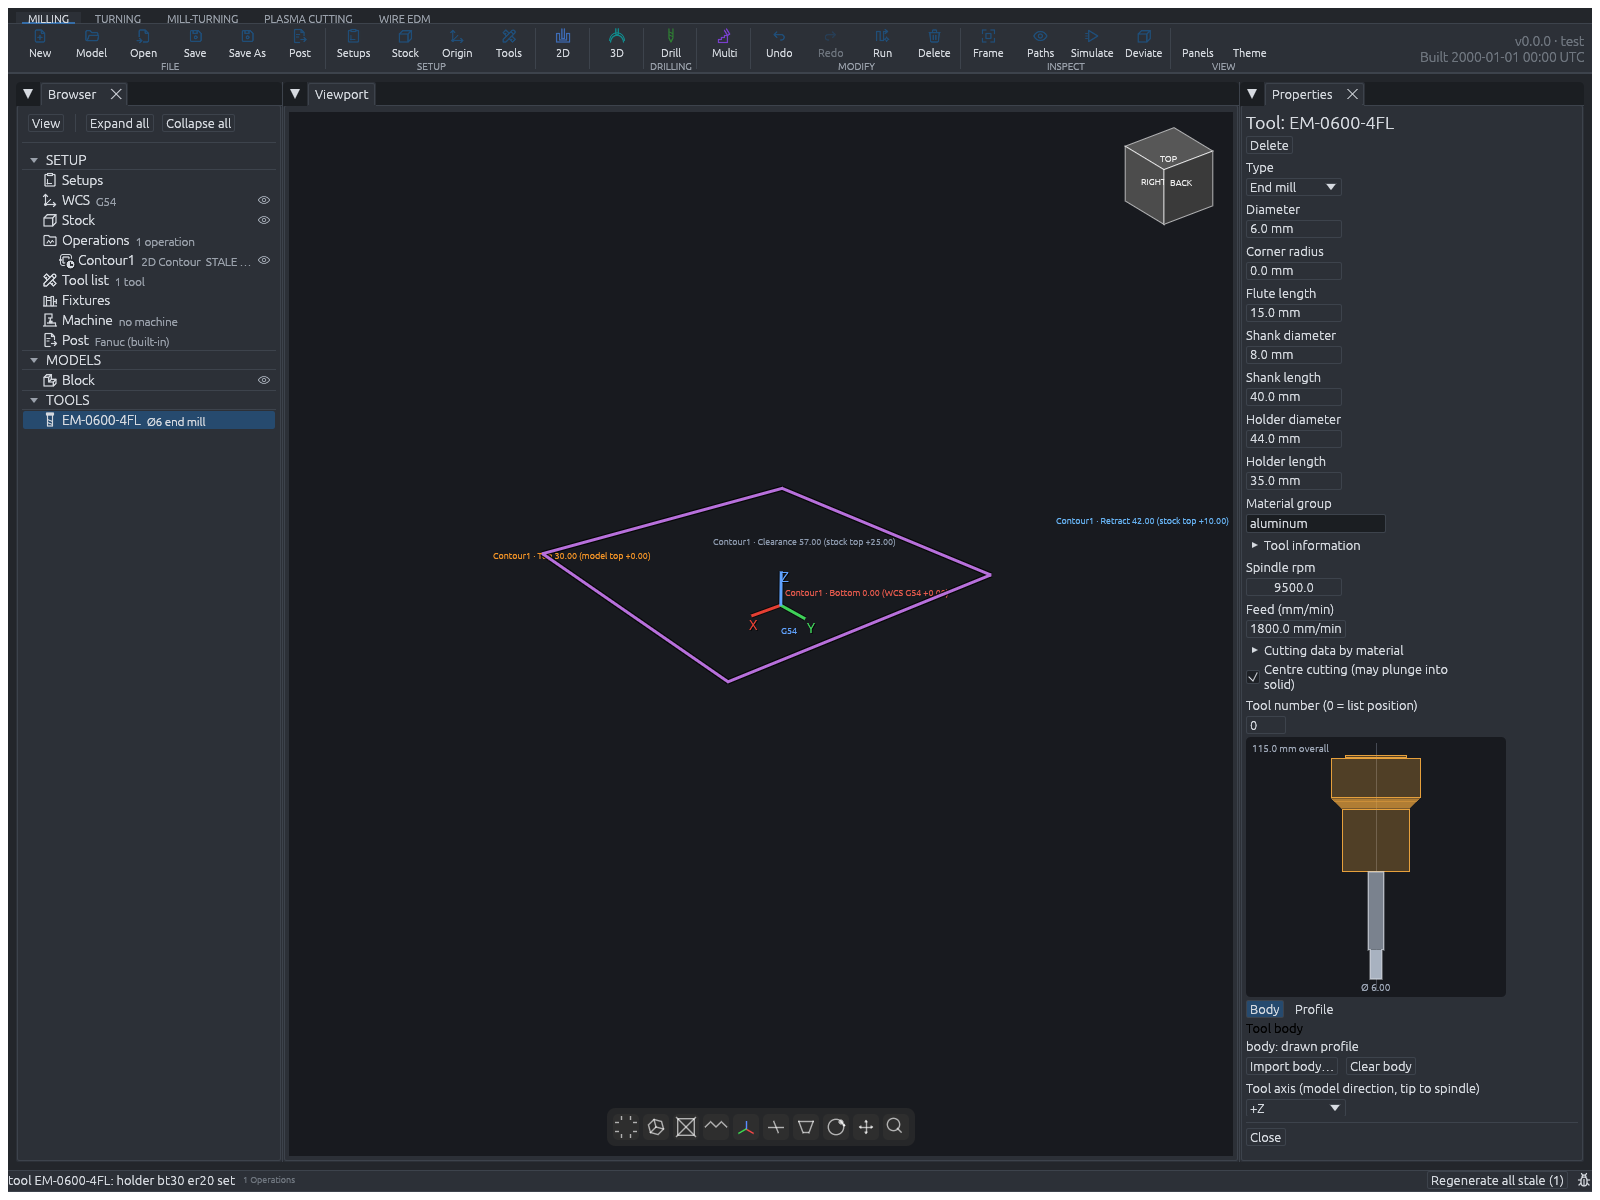 MILLING TURNING MILL-TURNING PLASMA CUTTING WIRE EDM
New Model Open Save Save As Post Setups Stock Origin Tools 2D 3D Drill Multi Undo Redo Run Delete Frame Paths Simulate Deviate Panels Theme
FILE SETUP DRILLING MODIFY INSPECT VIEW
v0.0.0 · test
Built 2000-01-01 00:00 UTC
Browser
View Expand all Collapse all
SETUP
Setups
WCS G54
Stock
Operations 1 operation
Contour1 2D Contour STALE ...
Tool list 1 tool
Fixtures
Machine no machine
Post Fanuc (built-in)
MODELS
Block
TOOLS
EM-0600-4FL Ø6 end mill
Viewport
TOP
RIGHT BACK
Contour1 · Retract 42.00 (stock top +10.00)
Contour1 · Clearance 57.00 (stock top +25.00)
Contour1 · 30.00 (model top +0.00)
Z
Contour1 · Bottom 0.00 (WCS G54
X
G54
Y
Properties
Tool: EM-0600-4FL
Delete
Type
End mill
Diameter
6.0 mm
Corner radius
0.0 mm
Flute length
15.0 mm
Shank diameter
8.0 mm
Shank length
40.0 mm
Holder diameter
44.0 mm
Holder length
35.0 mm
Material group
aluminum
Tool information
Spindle rpm
9500.0
Feed (mm/min)
1800.0 mm/min
Cutting data by material
Centre cutting (may plunge into
solid)
Tool number (0 = list position)
0
115.0 mm overall
Ø 6.00
Body Profile
Tool body
body: drawn profile
Import body... Clear body
Tool axis (model direction, tip to spindle)
+Z
Close
tool EM-0600-4FL: holder bt30 er20 set 1 Operations
Regenerate all stale (1)